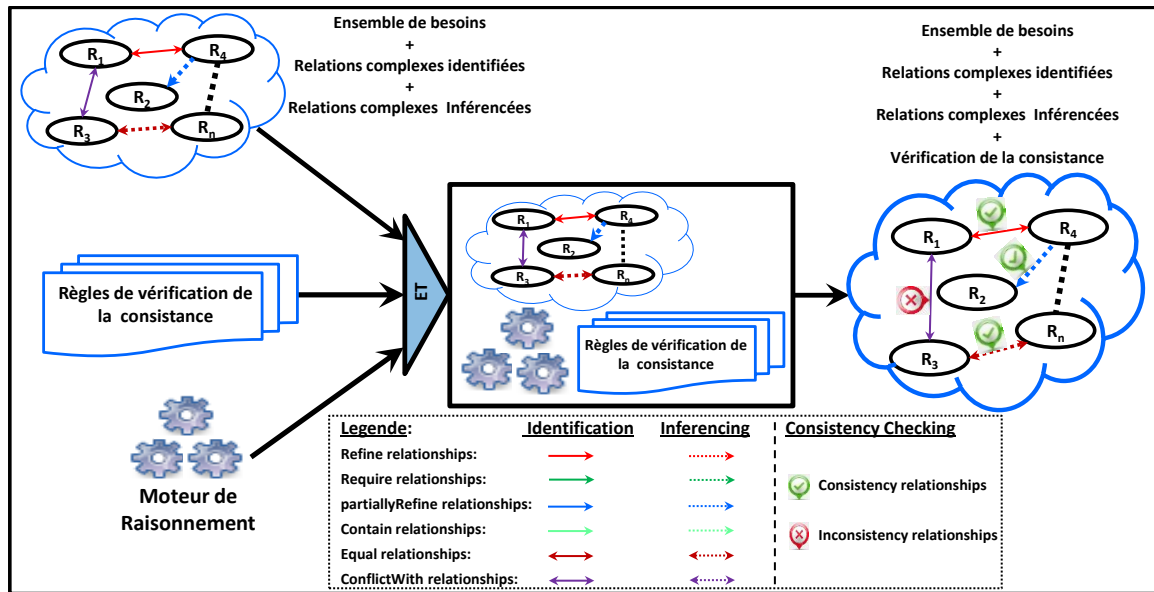 Ensemble de besoins
+
Relations complexes identifiées
+
Relations complexes Inférencées
R1
R4
R2
R3
Rn
Règles de vérification de
la consistance
Moteur de
Raisonnement
ET
R1
R4
R2
R3
Rn
Règles de vérification de
la consistance
Ensemble de besoins
+
Relations complexes identifiées
+
Relations complexes Inférencées
+
Vérification de la consistance
R1
R4
R2
Rn
R3
Legende: Identification Inferencing Consistency Checking
Refine relationships:
Require relationships:
partiallyRefine relationships:
Contain relationships:
Equal relationships:
ConflictWith relationships:
Consistency relationships
Inconsistency relationships